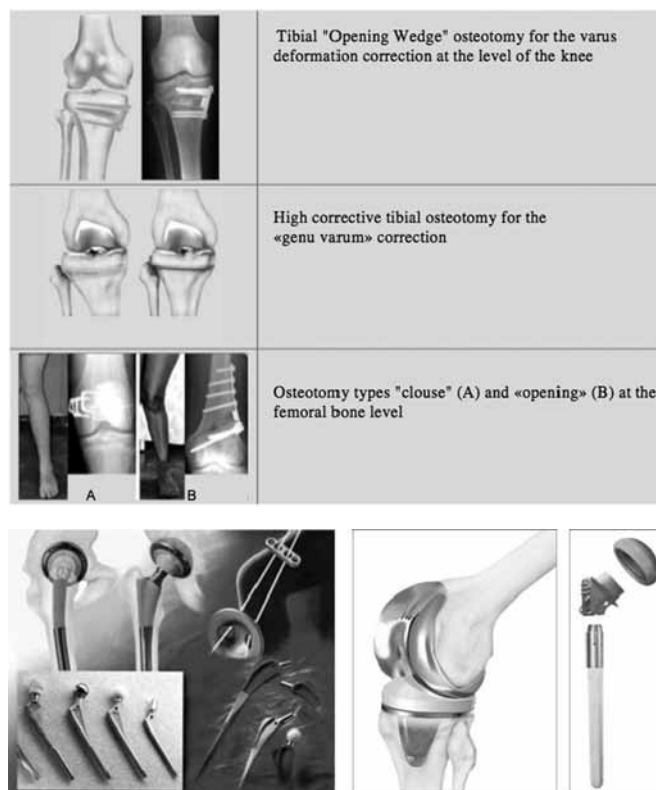 Tibial "Opening Wedge" osteotomy for the varus
deformation correction at the level of the knee
High corrective tibial osteotomy for the
«genu varum» correction
Osteotomy types "clouse" (A) and «opening» (B) at the
femoral bone level
A
B